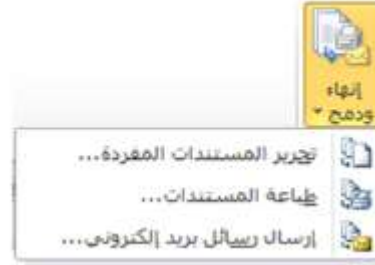 إنهاء
ودمج
تحرير المستندات المفردة...
طباعة المستندات...
إرسال رسائل بريد إلكتروني...